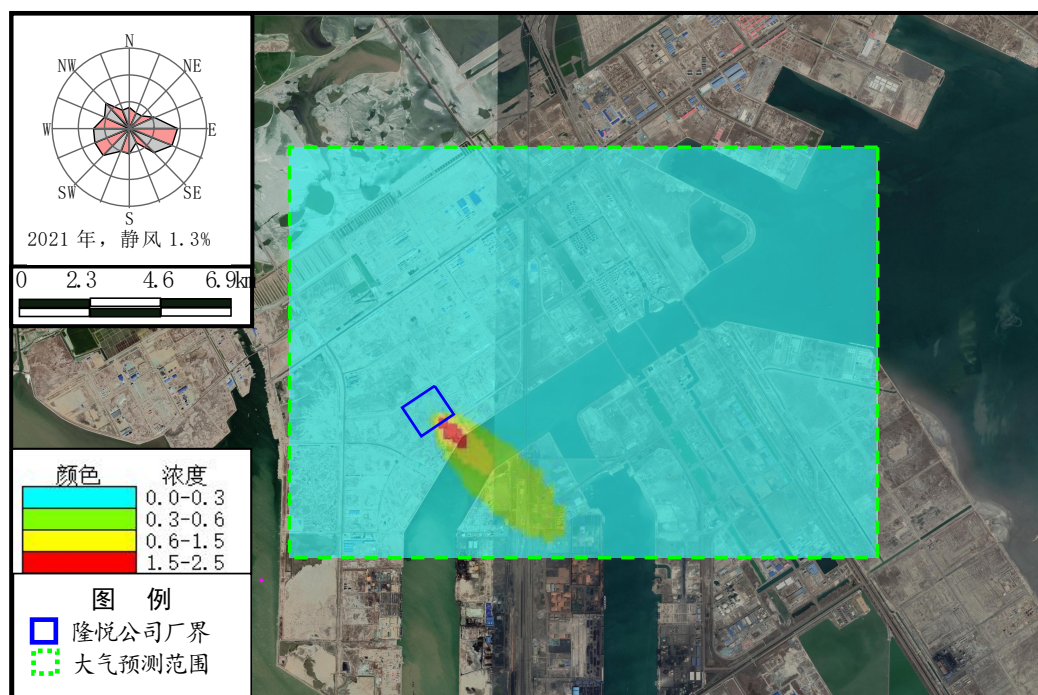 N
NW NE
W E
SW SE
S
2021 年，静风 1.3%
0 2.3 4.6 6.9km
颜色 浓度
0.0-0.3
0.3-0.6
0.6-1.5
1.5-2.5
图 例
隆悦公司厂界
大气预测范围